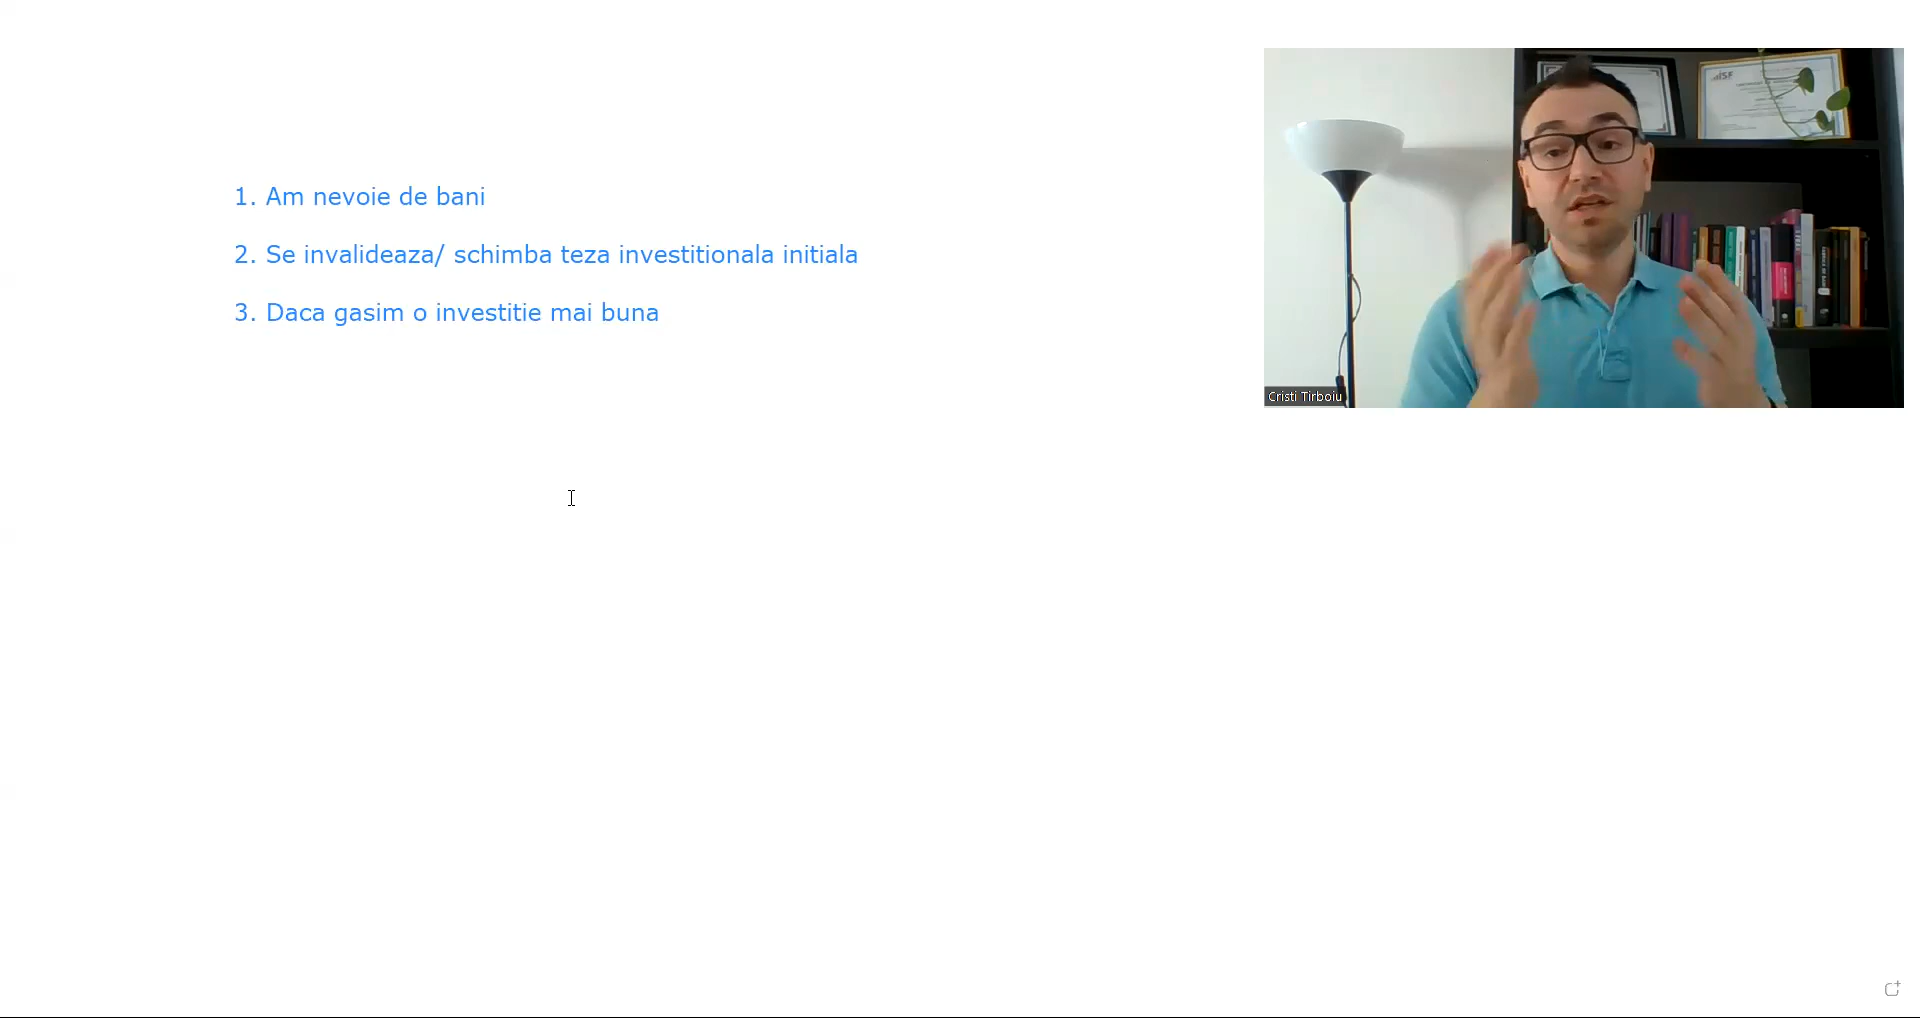 1. Am nevoie de bani
2. Se invalideaza/ schimba teza investitionala initiala
3. Daca gasim o investitie mai buna
ISF
Cristi Tirboiu